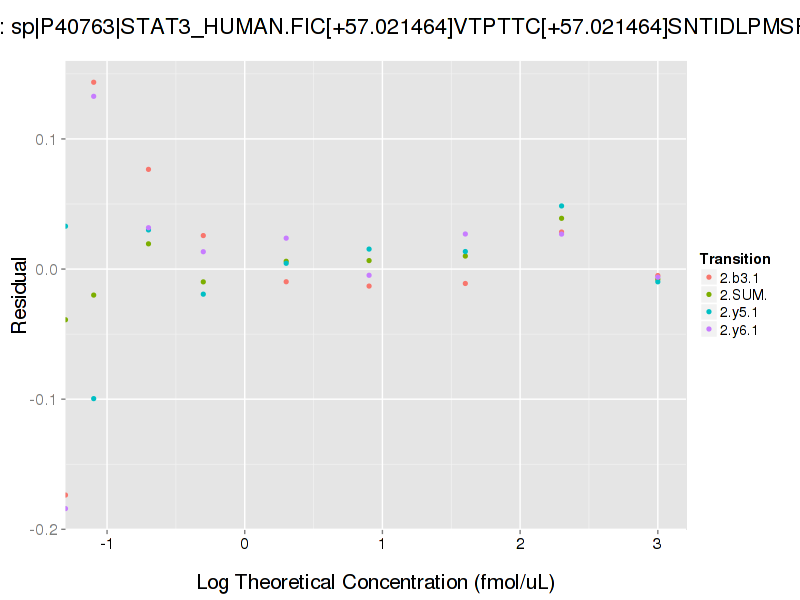 : sp|P40763|STAT3_HUMAN.FIC[+57.021464]VTPTTC[+57.021464]SNTIDLPMSF
0.1
0.0
-0.1
-0.2
Residual
-1 0 1 2 3
Log Theoretical Concentration (fmol/uL)
Transition
2.b3.1
2.SUM.
2.y5.1
2.y6.1